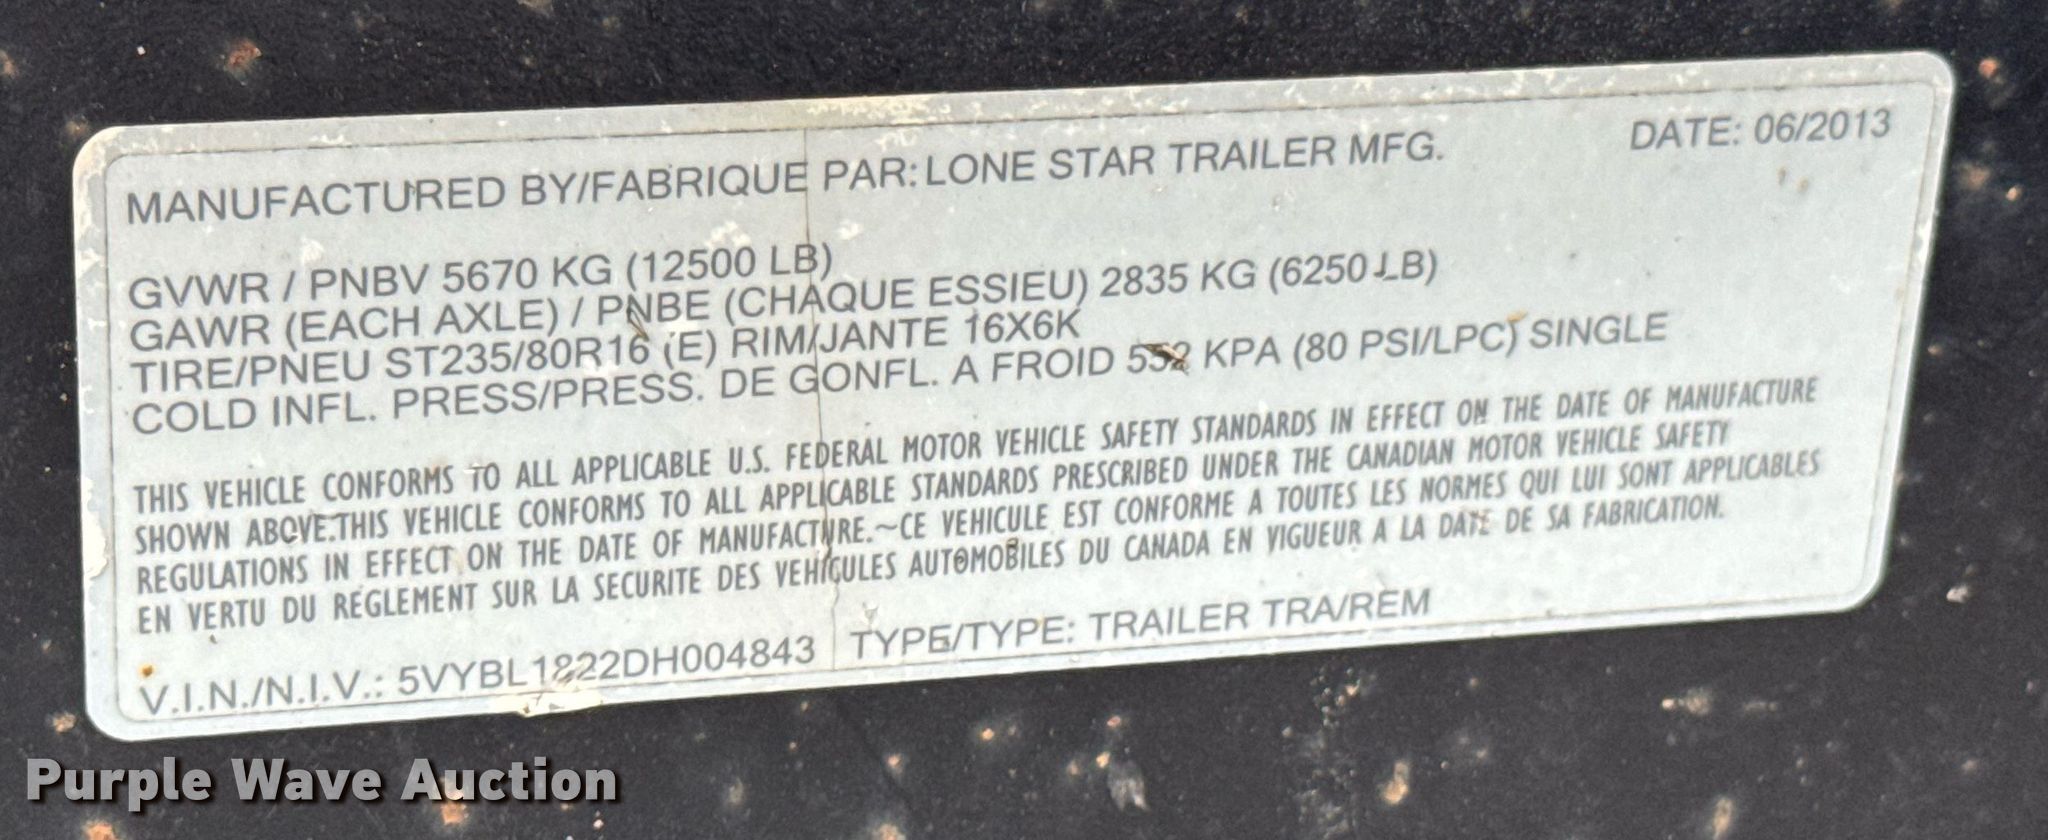 MANUFACTURED BY/FABRIQUE PAR: LONE STAR TRAILER MFG. DATE: 06/2013
GVWR / PNBV 5670 KG (12500 LB)
GAWR (EACH AXLE) / PNBE (CHAQUE ESSIEU) 2835 KG (6250 LB)
TIRE/PNEU ST235/80R16 (E) RIM/JANTE 16X6K
COLD INFL. PRESS/PRESS. DE GONFL. A FROID 552 KPA (80 PSI/LPC) SINGLE
THIS VEHICLE CONFORMS TO ALL APPLICABLE U.S. FEDERAL MOTOR VEHICLE SAFETY STANDARDS IN EFFECT ON THE DATE OF MANUFACTURE
SHOWN ABOVE.THIS VEHICLE CONFORMS TO ALL APPLICABLE STANDARDS PRESCRIBED UNDER THE CANADIAN MOTOR VEHICLE SAFETY
REGULATIONS IN EFFECT ON THE DATE OF MANUFACTURE.~CE VEHICULE EST CONFORME A TOUTES LES NORMES QUI LUI SONT APPLICABLES
EN VERTU DU REGLEMENT SUR LA SECURITE DES VEHICULES AUTOMOBILES DU CANADA EN VIGUEUR A LA DATE DE SA FABRICATION.
V.I.N./N.I.V.: 5VYBL1822DH004843 TYPE/TYPE: TRAILER TRA/REM
Purple Wave Auction